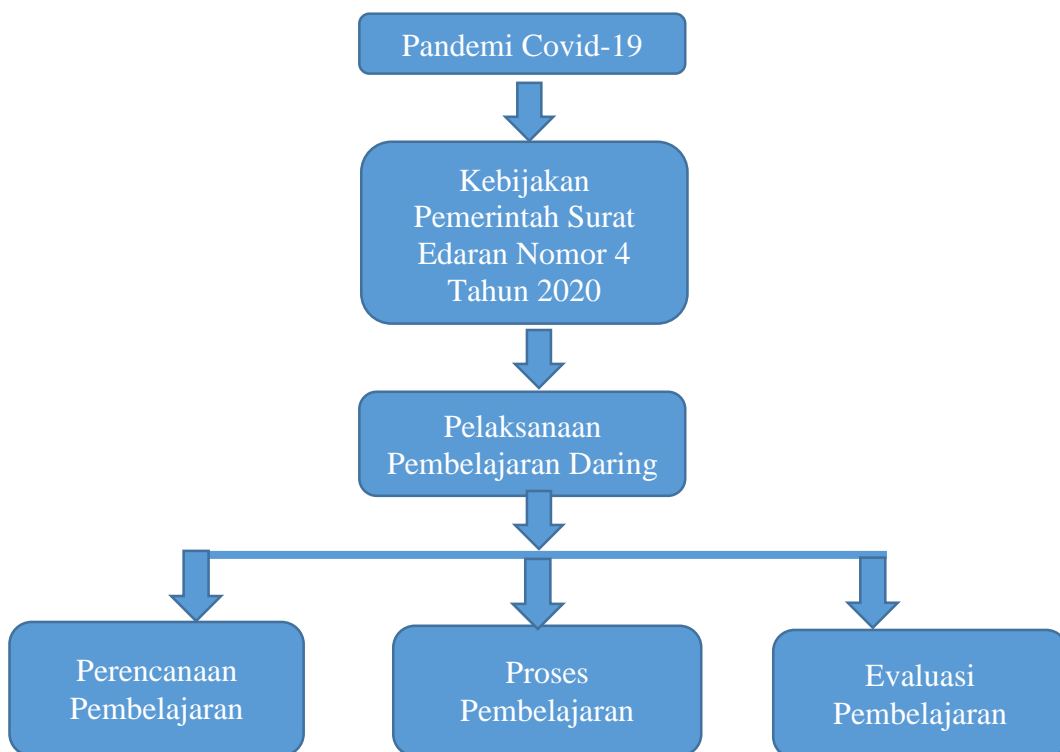 Pandemi Covid-19
Kebijakan
Pemerintah Surat
Edaran Nomor 4
Tahun 2020
Pelaksanaan
Pembelajaran Daring
Perencanaan
Pembelajaran
Proses
Pembelajaran
Evaluasi
Pembelajaran